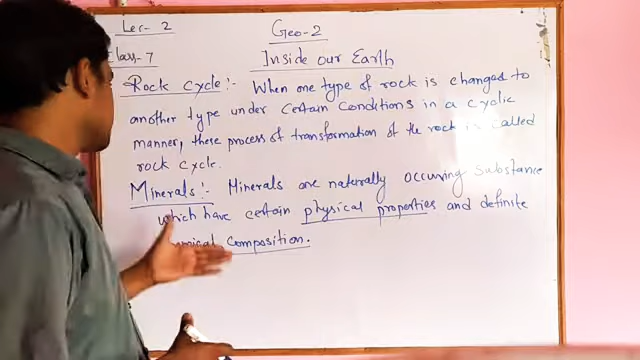 Lec-2
Geo-2
Class-7
Inside our Earth
Rock Cycle:- When one type of rock is changed to
another type under certain conditions in a cyclic
manner, these process of transformation of the rock is called
rock cycle.
Minerals:- Minerals are naturally occuring substance
which have certain physical properties and definite
composition.